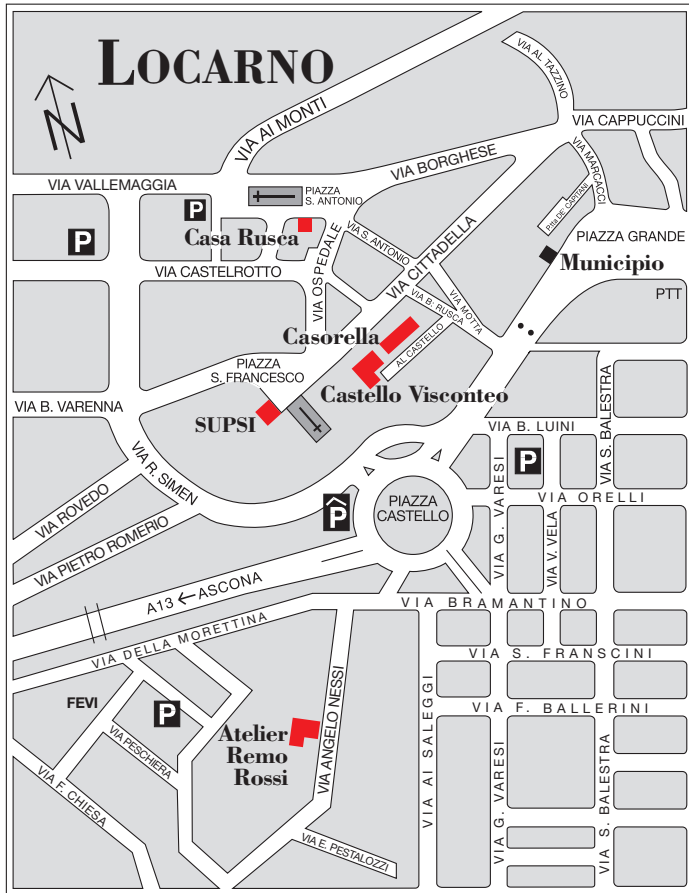 LOCARNO
N
VIA AI MONTI
VIA AL TAZZINO
VIA CAPPUCCINI
VIA BORGHESE
VIA MARCACCI
VIA VALLEMAGGIA
PIAZZA
S. ANTONIO
Ptta DE' CAPITANI
P
P
Casa Rusca
VIA S. ANTONIO
VIA CITTADELLA
PIAZZA GRANDE
Municipio
VIA CASTELROTTO
VIA OSPEDALE
VIA B. RUSCA
VIA MOTTA
PTT
Casorella
AL CASTELLO
PIAZZA
S. FRANCESCO
Castello Visconteo
VIA S. BALESTRA
VIA B. VARENNA
SUPSI
VIA B. LUINI
VIA R. SIMEN
P
VIA G. VARESI
VIA ORELLI
VIA ROVEDO
P
PIAZZA
CASTELLO
VIA V. VELA
VIA PIETRO ROMERIO
A13 ← ASCONA
VIA BRAMANTINO
VIA DELLA MORETTINA
VIA S. FRANSCINI
FEVI
P
VIA F. BALLERINI
VIA ANGELO NESSI
VIA AI SALEGGI
Atelier
Remo
Rossi
VIA PESCHIERA
VIA G. VARESI
VIA S. BALESTRA
VIA F. CHIESA
VIA E. PESTALOZZI